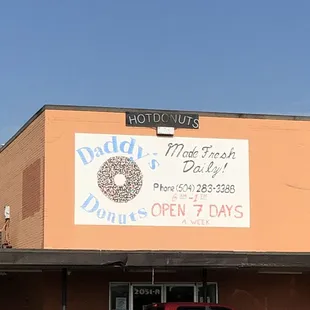 HOTDONUTS
Daddy's
Donuts
Made Fresh
Daily!
Phone (504) 283-3388
OPEN 7 DAYS
A WEEK